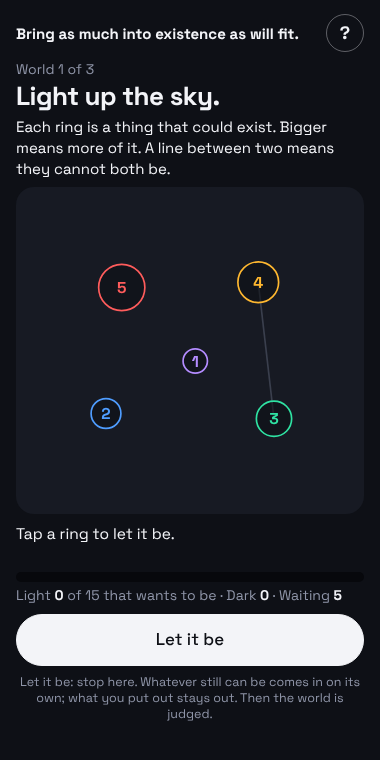 Bring as much into existence as will fit.
?
World 1 of 3
Light up the sky.
Each ring is a thing that could exist. Bigger
means more of it. A line between two means
they cannot both be.
5
4
1
2
3
Tap a ring to let it be.
Light 0 of 15 that wants to be · Dark 0 · Waiting 5
Let it be
Let it be: stop here. Whatever still can be comes in on its
own; what you put out stays out. Then the world is
judged.